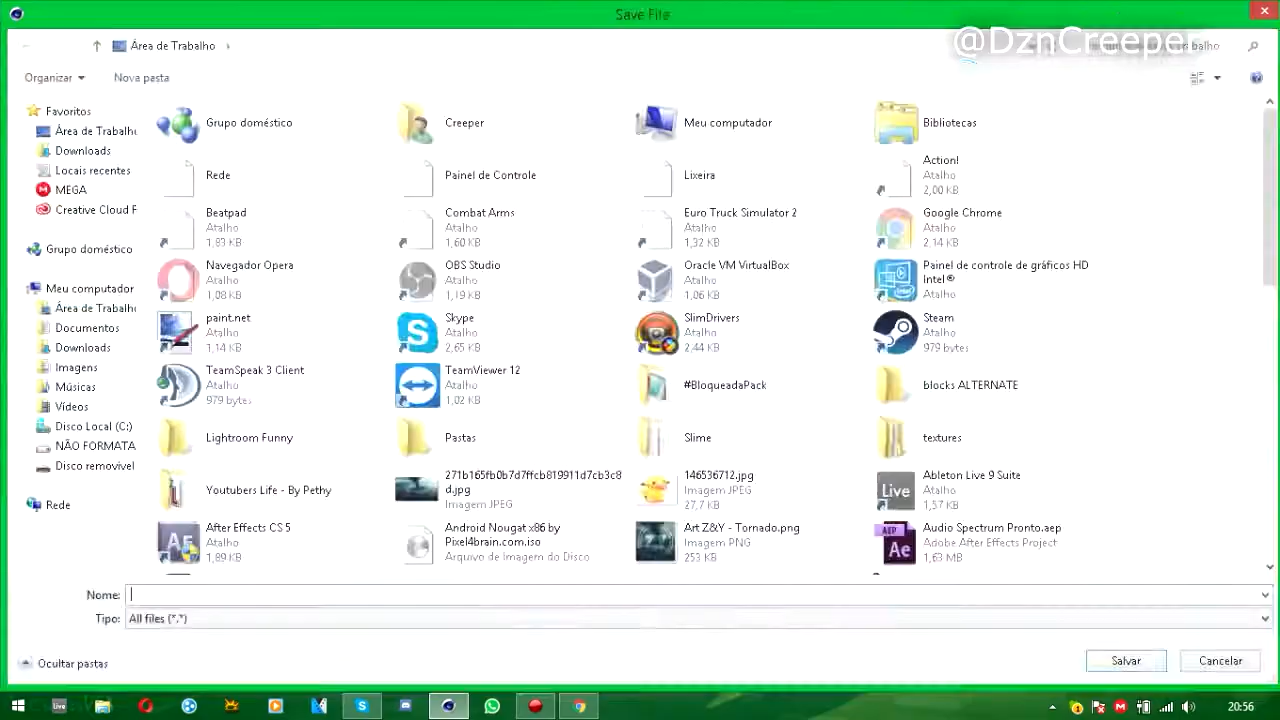 Save File
Área de Trabalho
@DznCreeper
Organizar
Nova pasta
Favoritos
Área de Trabalh
Downloads
Locais recentes
MEGA
Creative Cloud F
Grupo doméstico
Meu computador
Área de Trabalh
Documentos
Downloads
Imagens
Músicas
Vídeos
Disco Local (C:)
NÃO FORMATA
Disco removível
Rede
Grupo doméstico
Creeper
Meu computador
Bibliotecas
Rede
Painel de Controle
Lixeira
Action!
Atalho
2,00 KB
Beatpad
Atalho
1,83 KB
Combat Arms
Atalho
1,60 KB
Euro Truck Simulator 2
Atalho
1,32 KB
Google Chrome
Atalho
2,14 KB
Navegador Opera
Atalho
1,08 KB
OBS Studio
Atalho
1,19 KB
Oracle VM VirtualBox
Atalho
1,06 KB
Painel de controle de gráficos HD
Intel®
Atalho
paint.net
Atalho
1,14 KB
Skype
Atalho
2,65 KB
SlimDrivers
Atalho
2,44 KB
Steam
Atalho
979 bytes
TeamSpeak 3 Client
Atalho
979 bytes
TeamViewer 12
Atalho
1,02 KB
#BloqueadaPack
blocks ALTERNATE
Lightroom Funny
Pastas
Slime
textures
Youtubers Life - By Pethy
271b165fb0b7d7ffcb819911d7cb3c8
d.jpg
Imagem JPEG
146536712.jpg
Imagem JPEG
27,7 KB
Live
Ableton Live 9 Suite
Atalho
1,57 KB
After Effects CS5
Atalho
1,89 KB
Android Nougat x86 by
Pixel4brain.com.iso
Arquivo de Imagem do Disco
Art Z&Y - Tornado.png
Imagem PNG
253 KB
AEP
Ae
Audio Spectrum Pronto.aep
Adobe After Effects Project
1,63 MB
Nome:
Tipo:
All files (*.*)
Ocultar pastas
Salvar
Cancelar
Live
20:56